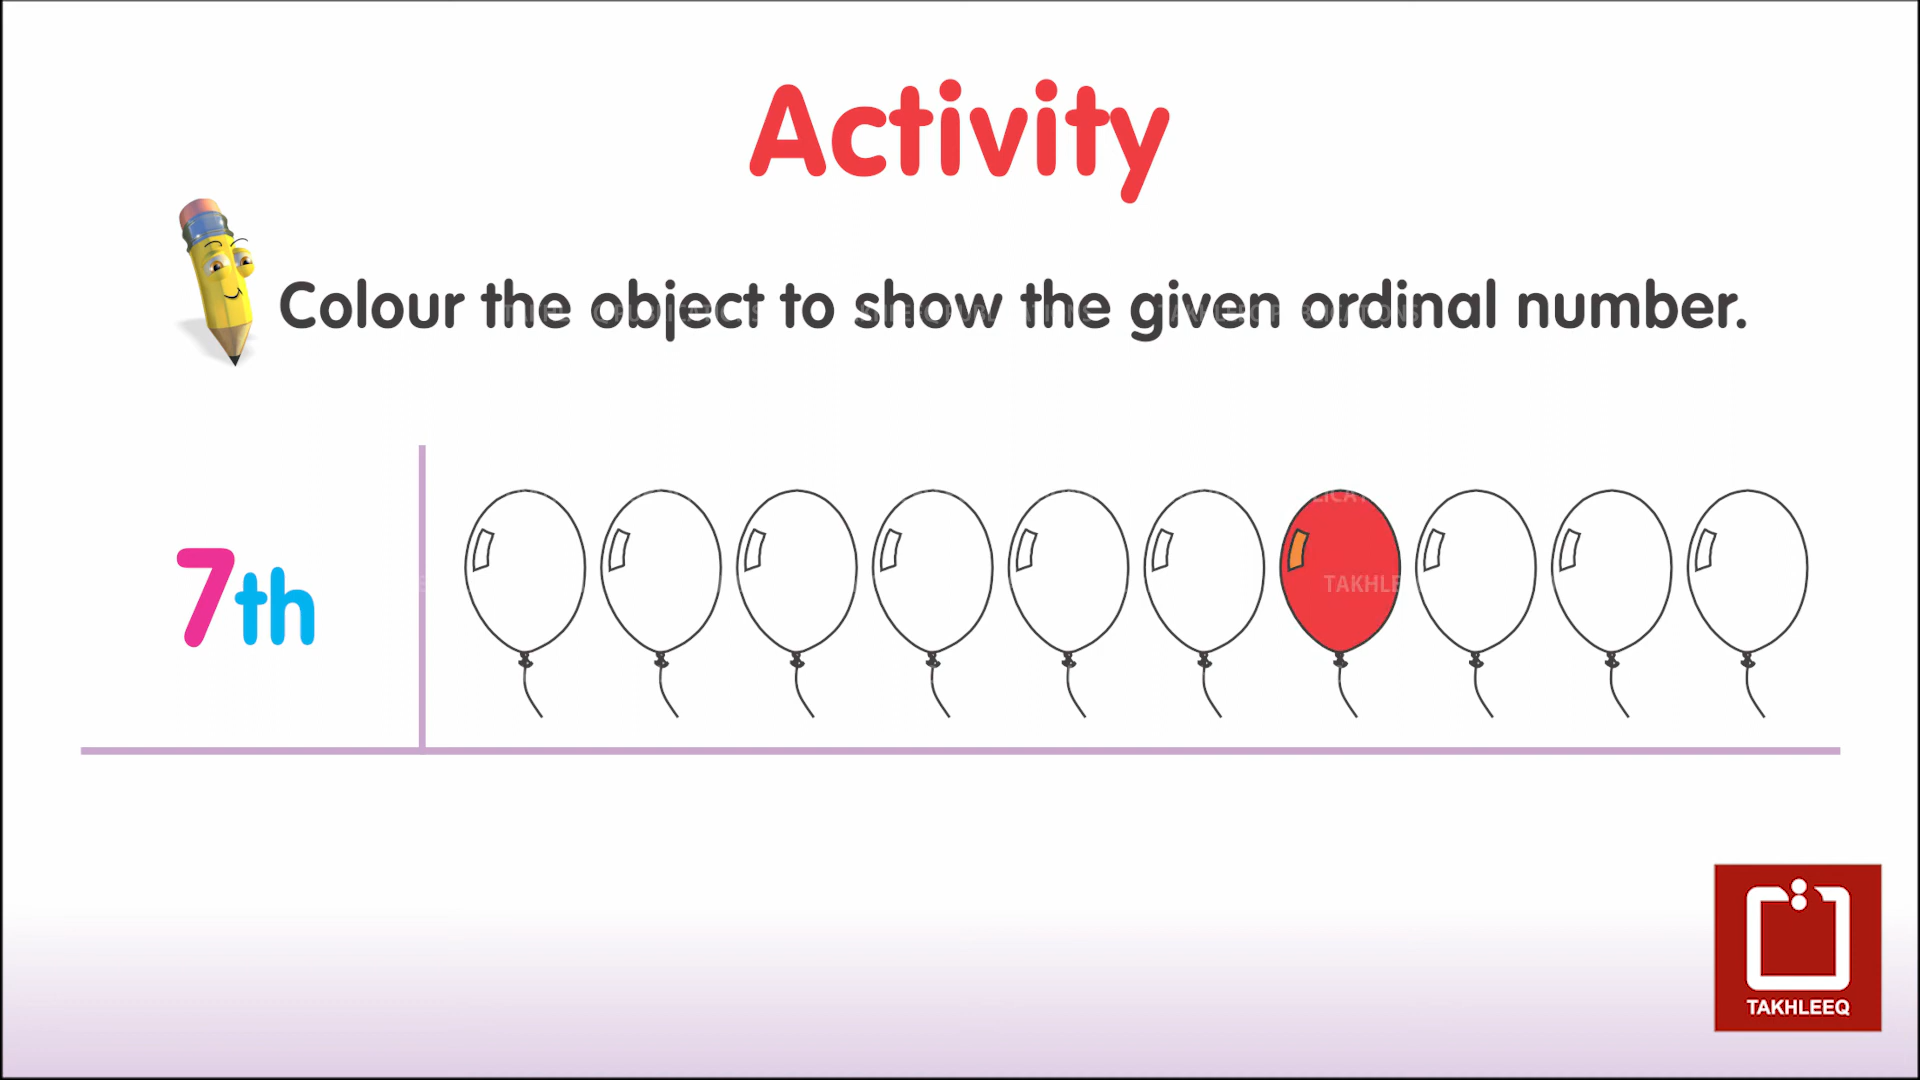 Activity
Colour the object to show the given ordinal number.
7th
TAKHLEEQ